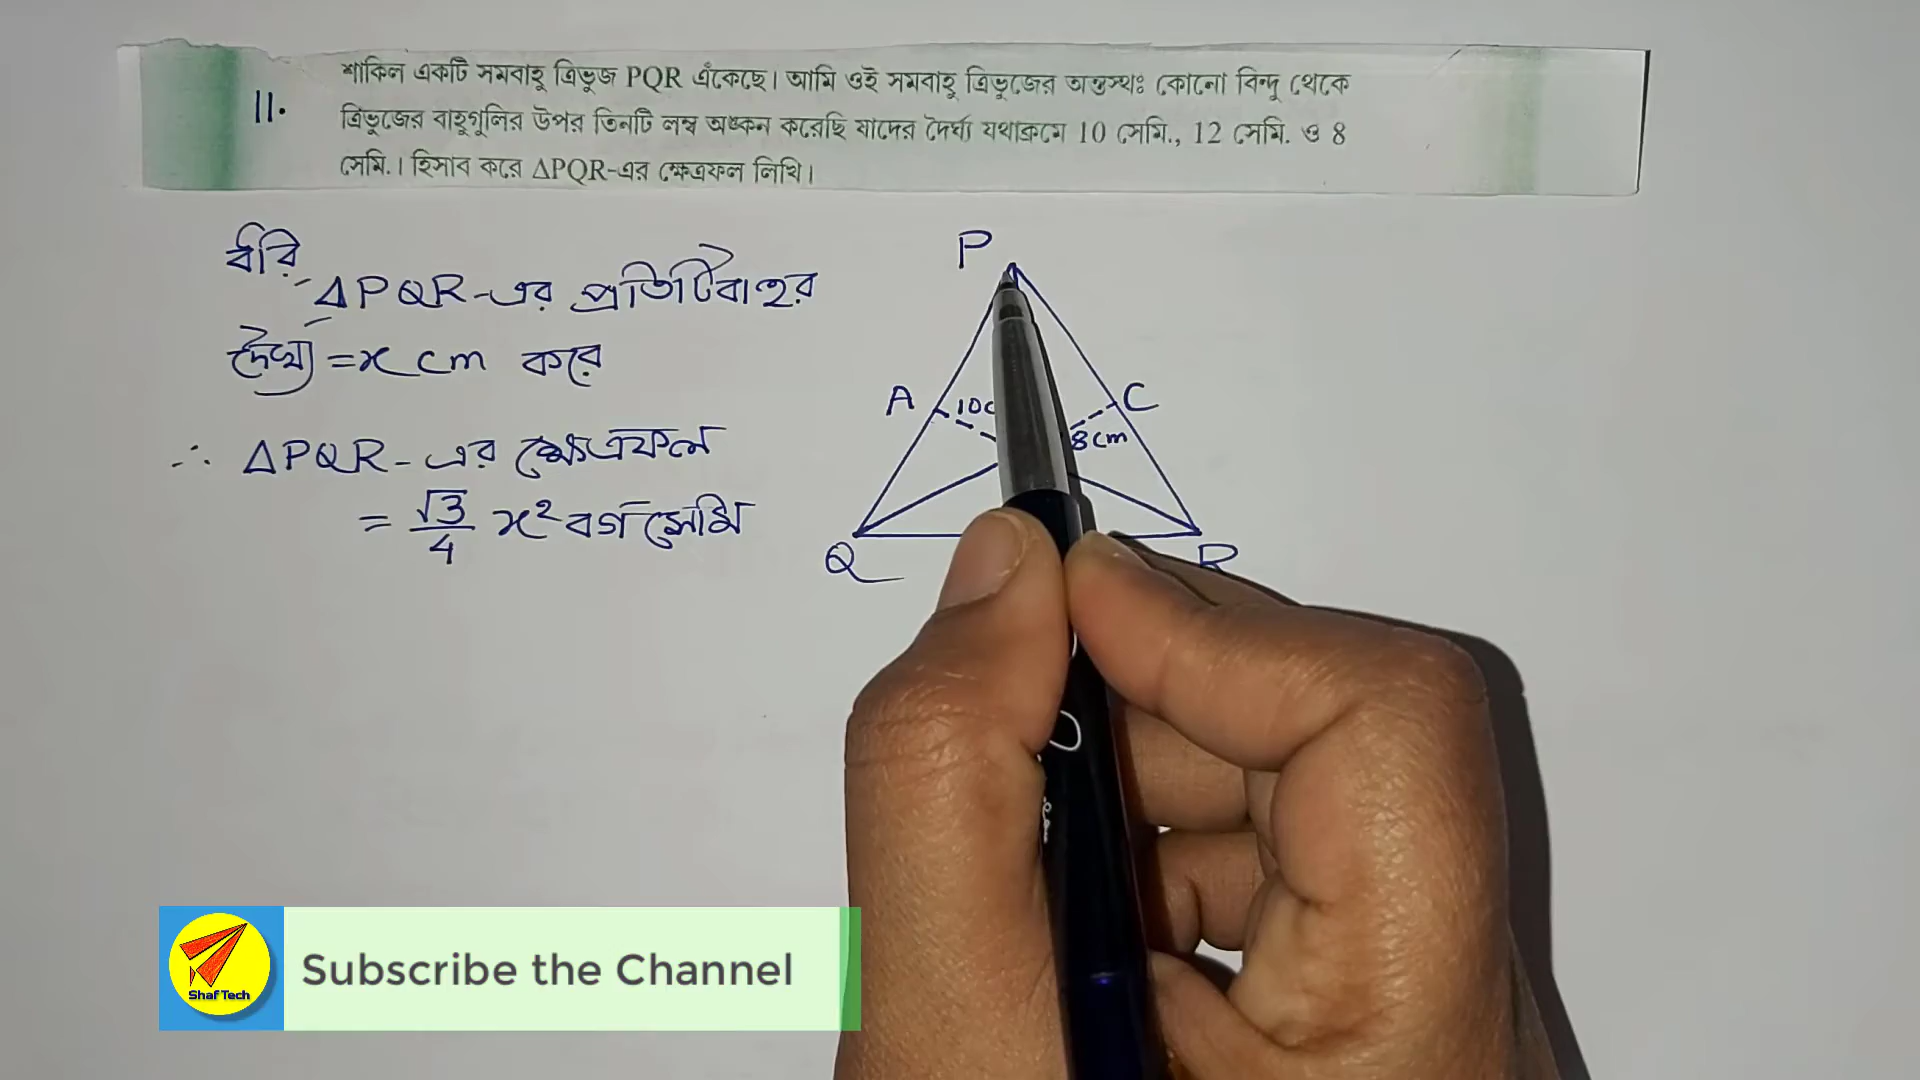 11. শাকিল একটি সমবাহু ত্রিভুজ PQR এঁকেছে। আমি ওই সমবাহু ত্রিভুজের অন্তস্থঃ কোনো বিন্দু থেকে
ত্রিভুজের বাহুগুলির উপর তিনটি লম্ব অঙ্কন করেছি যাদের দৈর্ঘ্য যথাক্রমে 10 সেমি., 12 সেমি. ও 8
সেমি.। হিসাব করে ΔPQR-এর ক্ষেত্রফল লিখি।
ধরি
ΔPQR-এর প্রতিটি বাহুর
দৈর্ঘ্য = x cm করে
∴ ΔPQR-এর ক্ষেত্রফল
= √3/4 x² বর্গ সেমি
P
A
10c
C
8cm
Q
R
Shaf Tech
Subscribe the Channel